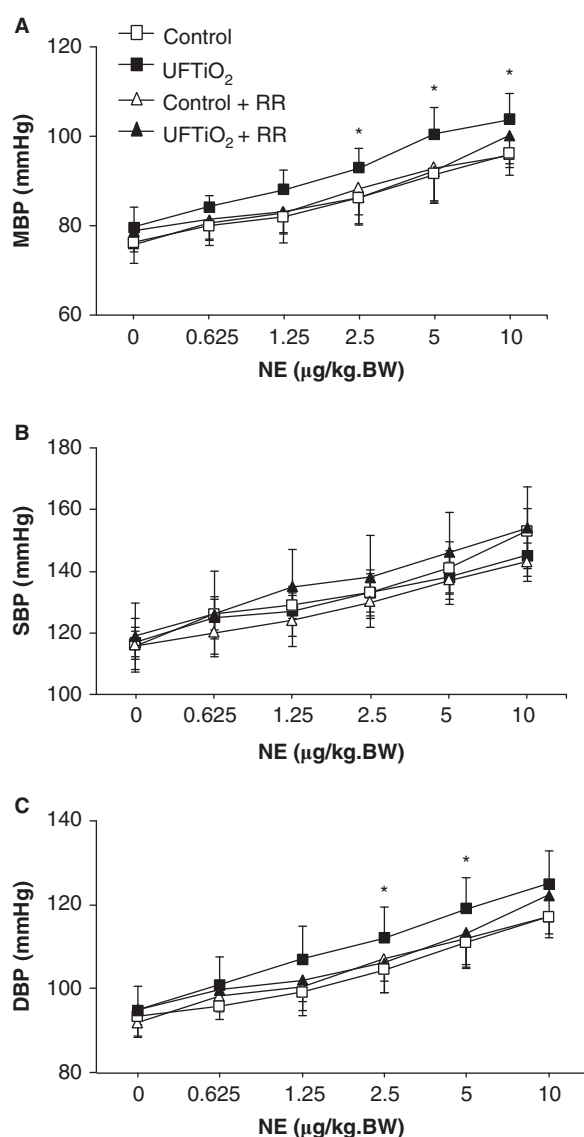 A
Control
UFTiO₂
Control + RR
UFTiO₂ + RR
120
100
80
60
MBP (mmHg)
* * *
0 0.625 1.25 2.5 5 10
NE (μg/kg.BW)
B
180
160
140
120
100
SBP (mmHg)
0 0.625 1.25 2.5 5 10
NE (μg/kg.BW)
C
140
120
100
80
DBP (mmHg)
* *
0 0.625 1.25 2.5 5 10
NE (μg/kg.BW)